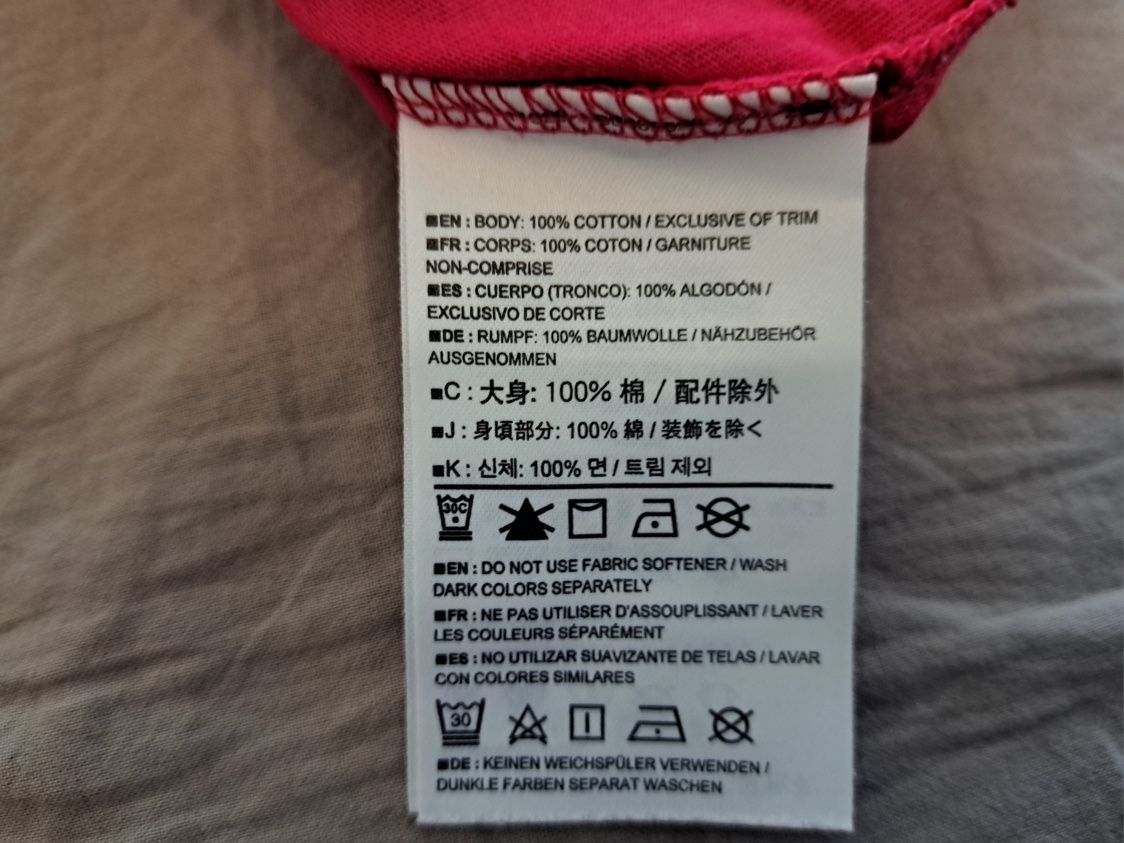 ■EN : BODY: 100% COTTON / EXCLUSIVE OF TRIM
■FR : CORPS: 100% COTON / GARNITURE
NON-COMPRISE
■ES : CUERPO (TRONCO): 100% ALGODÓN /
EXCLUSIVO DE CORTE
■DE : RUMPF: 100% BAUMWOLLE / NÄHZUBEHÖR
AUSGENOMMEN
■C : 大身: 100% 棉 / 配件除外
■J : 身頃部分: 100% 綿 / 装飾を除く
■K : 신체: 100% 면 / 트림 제외
30C
■EN : DO NOT USE FABRIC SOFTENER / WASH
DARK COLORS SEPARATELY
■FR : NE PAS UTILISER D'ASSOUPLISSANT / LAVER
LES COULEURS SÉPARÉMENT
■ES : NO UTILIZAR SUAVIZANTE DE TELAS / LAVAR
CON COLORES SIMILARES
30
■DE : KEINEN WEICHSPÜLER VERWENDEN /
DUNKLE FARBEN SEPARAT WASCHEN